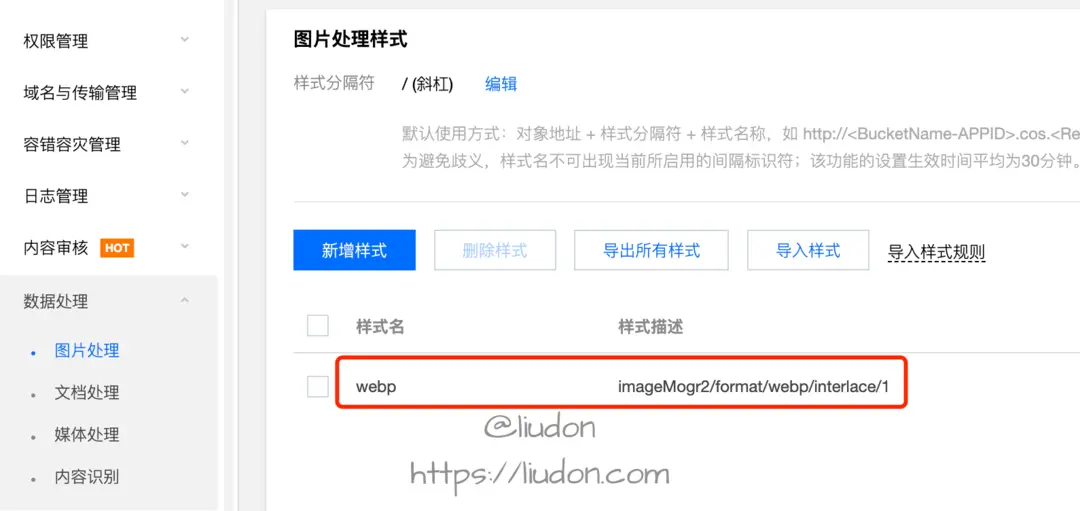 权限管理
域名与传输管理
容错容灾管理
日志管理
内容审核 HOT
数据处理
图片处理
文档处理
媒体处理
内容识别
图片处理样式
样式分隔符 / (斜杠) 编辑
默认使用方式：对象地址 + 样式分隔符 + 样式名称，如 http://<BucketName-APPID>.cos.<Re
为避免歧义，样式名不可出现当前所启用的间隔标识符；该功能的设置生效时间平均为30分钟。
新增样式 删除样式 导出所有样式 导入样式 导入样式规则
样式名 样式描述
webp imageMogr2/format/webp/interlace/1
@liudon
https://liudon.com